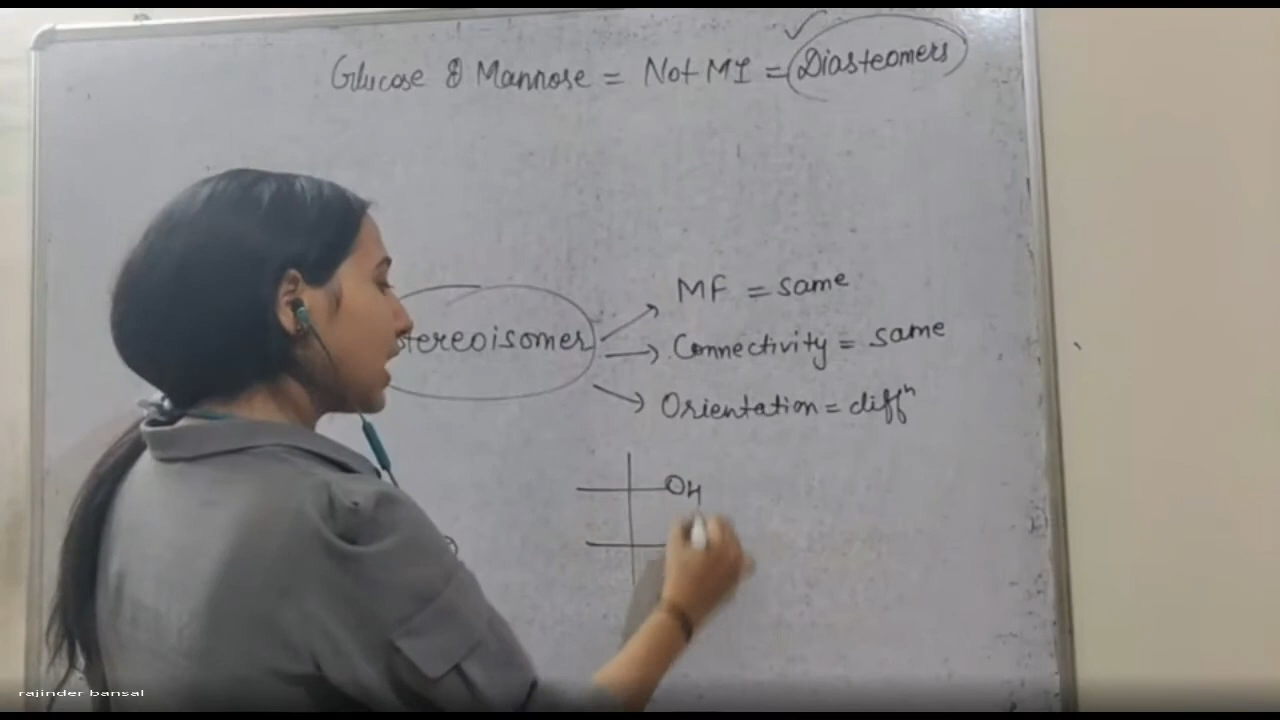 Glucose & Mannose = Not MI = Diasteomers
tereoisomer
MF = same
Connectivity = same
Orientation = diffⁿ
OH
rajinder bansal